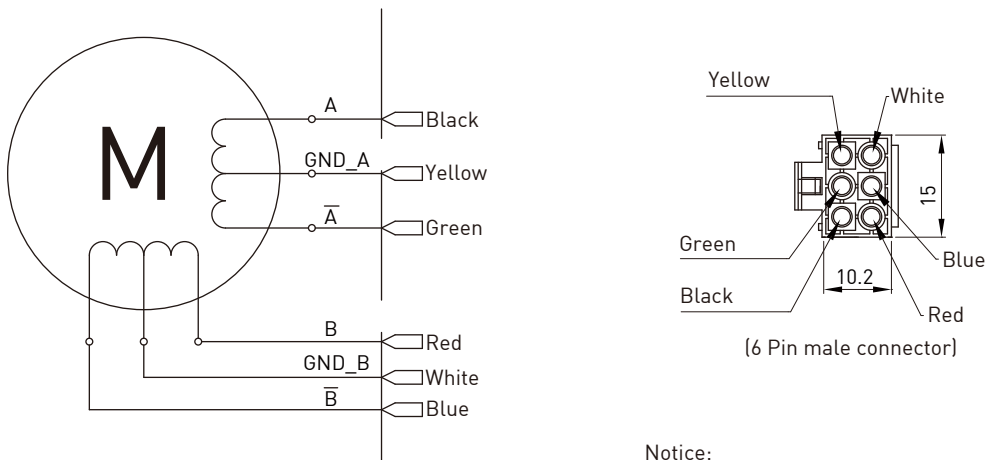 M
A
Black
GND_A
Yellow
A̅
Green
B
Red
GND_B
White
B̅
Blue
Yellow
White
Green
Black
Blue
Red
15
10.2
(6 Pin male connector)
Notice: